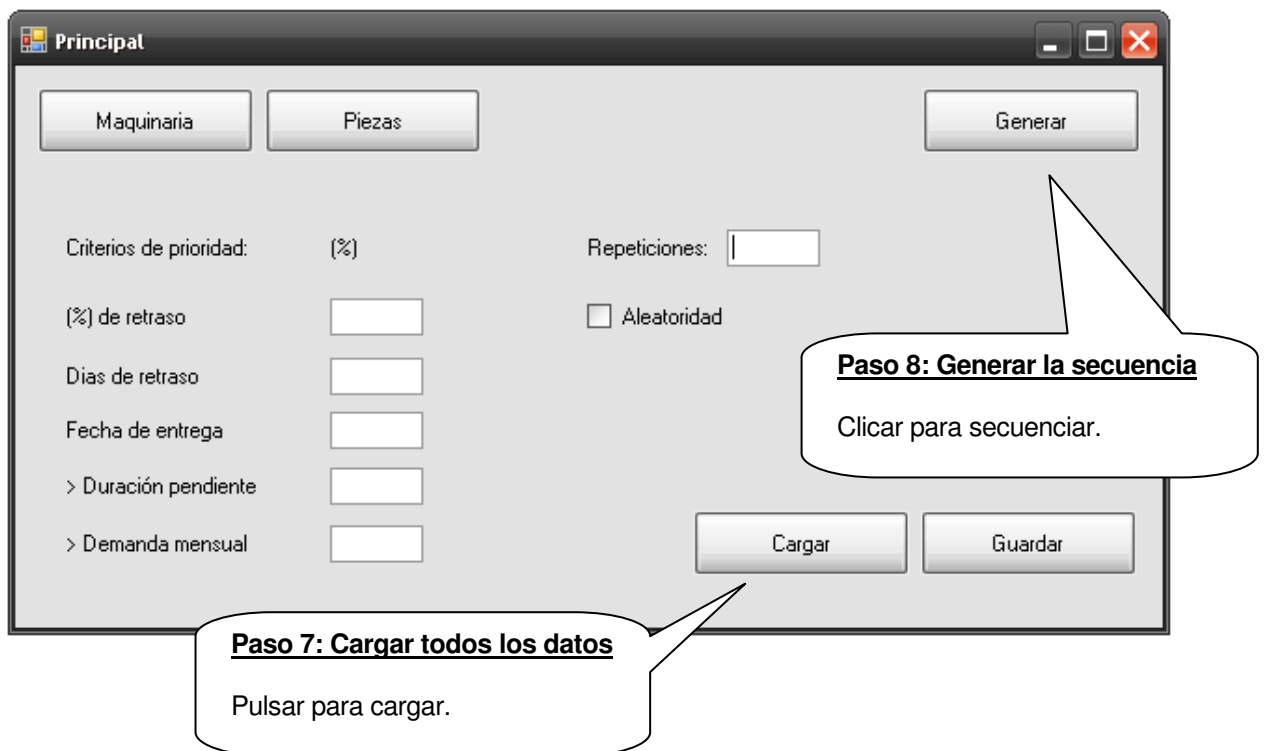 Principal
Maquinaria
Piezas
Generar
Criterios de prioridad:
(%)
Repeticiones:
(%) de retraso
Aleatoridad
Dias de retraso
Fecha de entrega
> Duración pendiente
> Demanda mensual
Paso 8: Generar la secuencia
Clicar para secuenciar.
Cargar
Guardar
Paso 7: Cargar todos los datos
Pulsar para cargar.